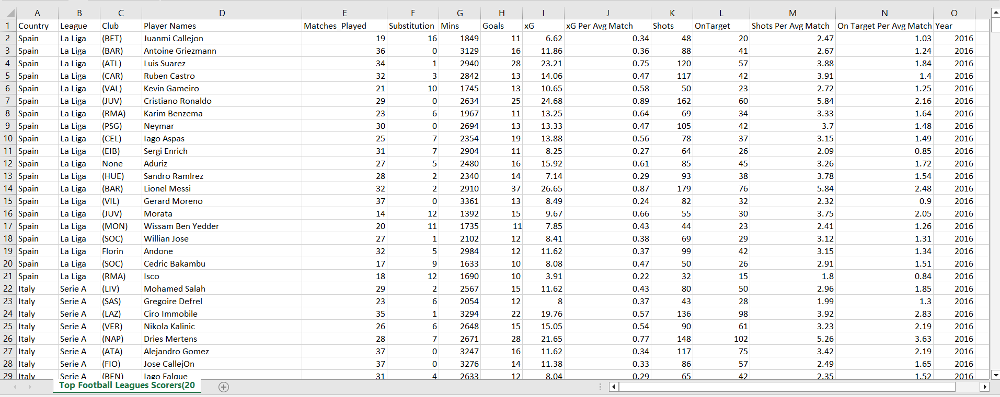 A B C D E F G H I J K L M N O
1 Country League Club Player Names Matches_Played Substitution Mins Goals xG xG Per Avg Match Shots OnTarget Shots Per Avg Match On Target Per Avg Match Year
2 Spain La Liga (BET) Juanmi Callejon 19 16 1849 11 6.62 0.34 48 20 2.47 1.03 2016
3 Spain La Liga (BAR) Antoine Griezmann 36 0 3129 16 11.86 0.36 88 41 2.67 1.24 2016
4 Spain La Liga (ATL) Luis Suarez 34 1 2940 28 23.21 0.75 120 57 3.88 1.84 2016
5 Spain La Liga (CAR) Ruben Castro 32 3 2842 13 14.06 0.47 117 42 3.91 1.4 2016
6 Spain La Liga (VAL) Kevin Gameiro 21 10 1745 13 10.65 0.58 50 23 2.72 1.25 2016
7 Spain La Liga (JUV) Cristiano Ronaldo 29 0 2634 25 24.68 0.89 162 60 5.84 2.16 2016
8 Spain La Liga (RMA) Karim Benzema 23 6 1967 11 13.25 0.64 69 34 3.33 1.64 2016
9 Spain La Liga (PSG) Neymar 30 0 2694 13 13.33 0.47 105 42 3.7 1.48 2016
10 Spain La Liga (CEL) Iago Aspas 25 7 2354 19 13.88 0.56 78 37 3.15 1.49 2016
11 Spain La Liga (EIB) Sergi Enrich 31 7 2904 11 8.25 0.27 64 26 2.09 0.85 2016
12 Spain La Liga None Aduriz 27 5 2480 16 15.92 0.61 85 45 3.26 1.72 2016
13 Spain La Liga (HUE) Sandro Ramlrez 28 2 2340 14 7.14 0.29 93 38 3.78 1.54 2016
14 Spain La Liga (BAR) Lionel Messi 32 2 2910 37 26.65 0.87 179 76 5.84 2.48 2016
15 Spain La Liga (VIL) Gerard Moreno 37 0 3361 13 8.49 0.24 82 32 2.32 0.9 2016
16 Spain La Liga (JUV) Morata 14 12 1392 15 9.67 0.66 55 30 3.75 2.05 2016
17 Spain La Liga (MON) Wissam Ben Yedder 20 11 1735 11 7.85 0.43 44 23 2.41 1.26 2016
18 Spain La Liga (SOC) Willian Jose 27 1 2102 12 8.41 0.38 69 29 3.12 1.31 2016
19 Spain La Liga Florin Andone 32 5 2984 12 11.62 0.37 99 42 3.15 1.34 2016
20 Spain La Liga (SOC) Cedric Bakambu 17 9 1633 10 8.08 0.47 50 26 2.91 1.51 2016
21 Spain La Liga (RMA) Isco 18 12 1690 10 3.91 0.22 32 15 1.8 0.84 2016
22 Italy Serie A (LIV) Mohamed Salah 29 2 2567 15 11.62 0.43 80 50 2.96 1.85 2016
23 Italy Serie A (SAS) Gregoire Defrel 23 6 2054 12 8 0.37 43 28 1.99 1.3 2016
24 Italy Serie A (LAZ) Ciro Immobile 35 1 3294 22 19.76 0.57 136 98 3.92 2.83 2016
25 Italy Serie A (VER) Nikola Kalinic 26 6 2648 15 15.05 0.54 90 61 3.23 2.19 2016
26 Italy Serie A (NAP) Dries Mertens 28 7 2671 28 21.65 0.77 148 102 5.26 3.63 2016
27 Italy Serie A (ATA) Alejandro Gomez 37 0 3247 16 11.62 0.34 117 75 3.42 2.19 2016
28 Italy Serie A (FIO) Jose CallejOn 37 0 3276 14 11.38 0.33 86 57 2.49 1.65 2016
29 Italy Serie A (BEN) Iago Falque 31 4 2633 12 8.04 0.29 65 42 2.35 1.52 2016
Top Football Leagues Scorers(20